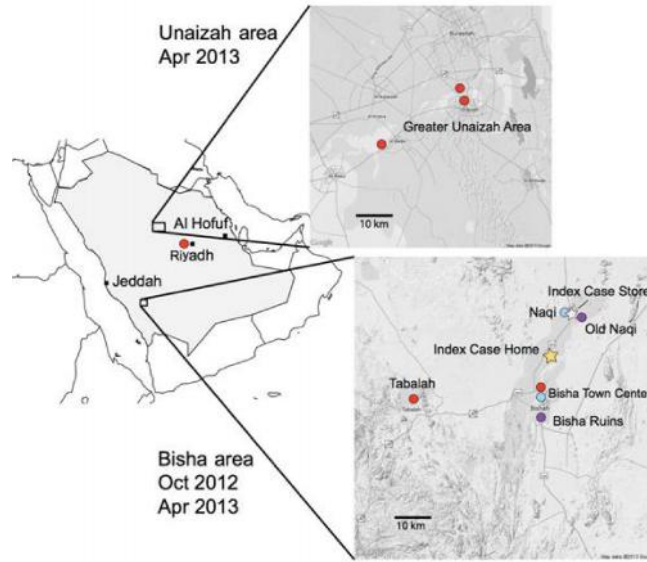 Unaizah area
Apr 2013
Greater Unaizah Area
10 km
Google
Al Hofuf
Riyadh
Jeddah
Index Case Store
Naqi
Old Naqi
Index Case Home
Tabalah
Bisha Town Center
Bisha Ruins
10 km
Bisha area
Oct 2012
Apr 2013